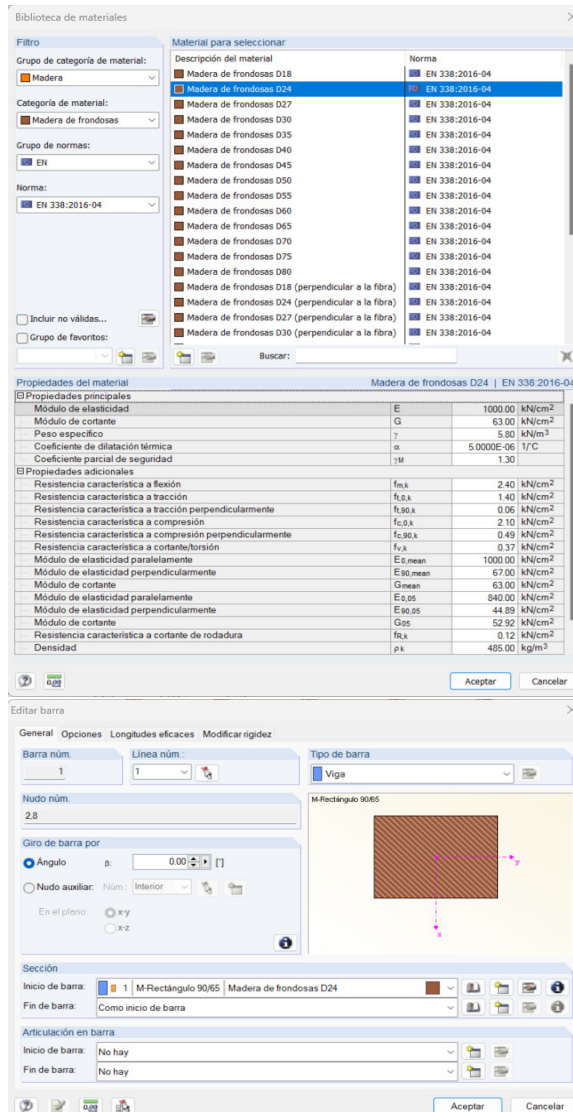 Biblioteca de materiales
Filtro
Grupo de categoría de material:
Madera
Categoría de material:
Madera de frondosas
Grupo de normas:
EN
Norma:
EN 338:2016-04
Incluir no válidas...
Grupo de favoritos:
Material para seleccionar
Descripción del material Norma
Madera de frondosas D18 EN 338:2016-04
Madera de frondosas D24 EN 338:2016-04
Madera de frondosas D27 EN 338:2016-04
Madera de frondosas D30 EN 338:2016-04
Madera de frondosas D35 EN 338:2016-04
Madera de frondosas D40 EN 338:2016-04
Madera de frondosas D45 EN 338:2016-04
Madera de frondosas D50 EN 338:2016-04
Madera de frondosas D55 EN 338:2016-04
Madera de frondosas D60 EN 338:2016-04
Madera de frondosas D65 EN 338:2016-04
Madera de frondosas D70 EN 338:2016-04
Madera de frondosas D75 EN 338:2016-04
Madera de frondosas D80 EN 338:2016-04
Madera de frondosas D18 (perpendicular a la fibra) EN 338:2016-04
Madera de frondosas D24 (perpendicular a la fibra) EN 338:2016-04
Madera de frondosas D27 (perpendicular a la fibra) EN 338:2016-04
Madera de frondosas D30 (perpendicular a la fibra) EN 338:2016-04
Buscar:
Propiedades del material Madera de frondosas D24 | EN 338:2016-04
Propiedades principales
Módulo de elasticidad E 1000.00 kN/cm2
Módulo de cortante G 63.00 kN/cm2
Peso específico γ 5.80 kN/m3
Coeficiente de dilatación térmica α 5.0000E-06 1/°C
Coeficiente parcial de seguridad γM 1.30
Propiedades adicionales
Resistencia característica a flexión fm,k 2.40 kN/cm2
Resistencia característica a tracción ft,0,k 1.40 kN/cm2
Resistencia característica a tracción perpendicularmente ft,90,k 0.06 kN/cm2
Resistencia característica a compresión fc,0,k 2.10 kN/cm2
Resistencia característica a compresión perpendicularmente fc,90,k 0.49 kN/cm2
Resistencia característica a cortante/torsión fv,k 0.37 kN/cm2
Módulo de elasticidad paralelamente E0,mean 1000.00 kN/cm2
Módulo de elasticidad perpendicularmente E90,mean 67.00 kN/cm2
Módulo de cortante Gmean 63.00 kN/cm2
Módulo de elasticidad paralelamente E0,05 840.00 kN/cm2
Módulo de elasticidad perpendicularmente E90,05 44.89 kN/cm2
Módulo de cortante G05 52.92 kN/cm2
Resistencia característica a cortante de rodadura fR,k 0.12 kN/cm2
Densidad ρk 485.00 kg/m3
0,00
Aceptar Cancelar
Editar barra
General Opciones Longitudes eficaces Modificar rigidez
Barra núm.
1
Línea núm.:
1
Tipo de barra
Viga
Nudo núm.
2,8
M-Rectángulo 90/65
y
z
Giro de barra por
Ángulo β: 0.00 [°]
Nudo auxiliar: Núm.: Interior
En el plano: x-y
x-z
Sección
Inicio de barra: 1 M-Rectángulo 90/65 Madera de frondosas D24
Fin de barra: Como inicio de barra
Articulación en barra
Inicio de barra: No hay
Fin de barra: No hay
0,00
Aceptar Cancelar